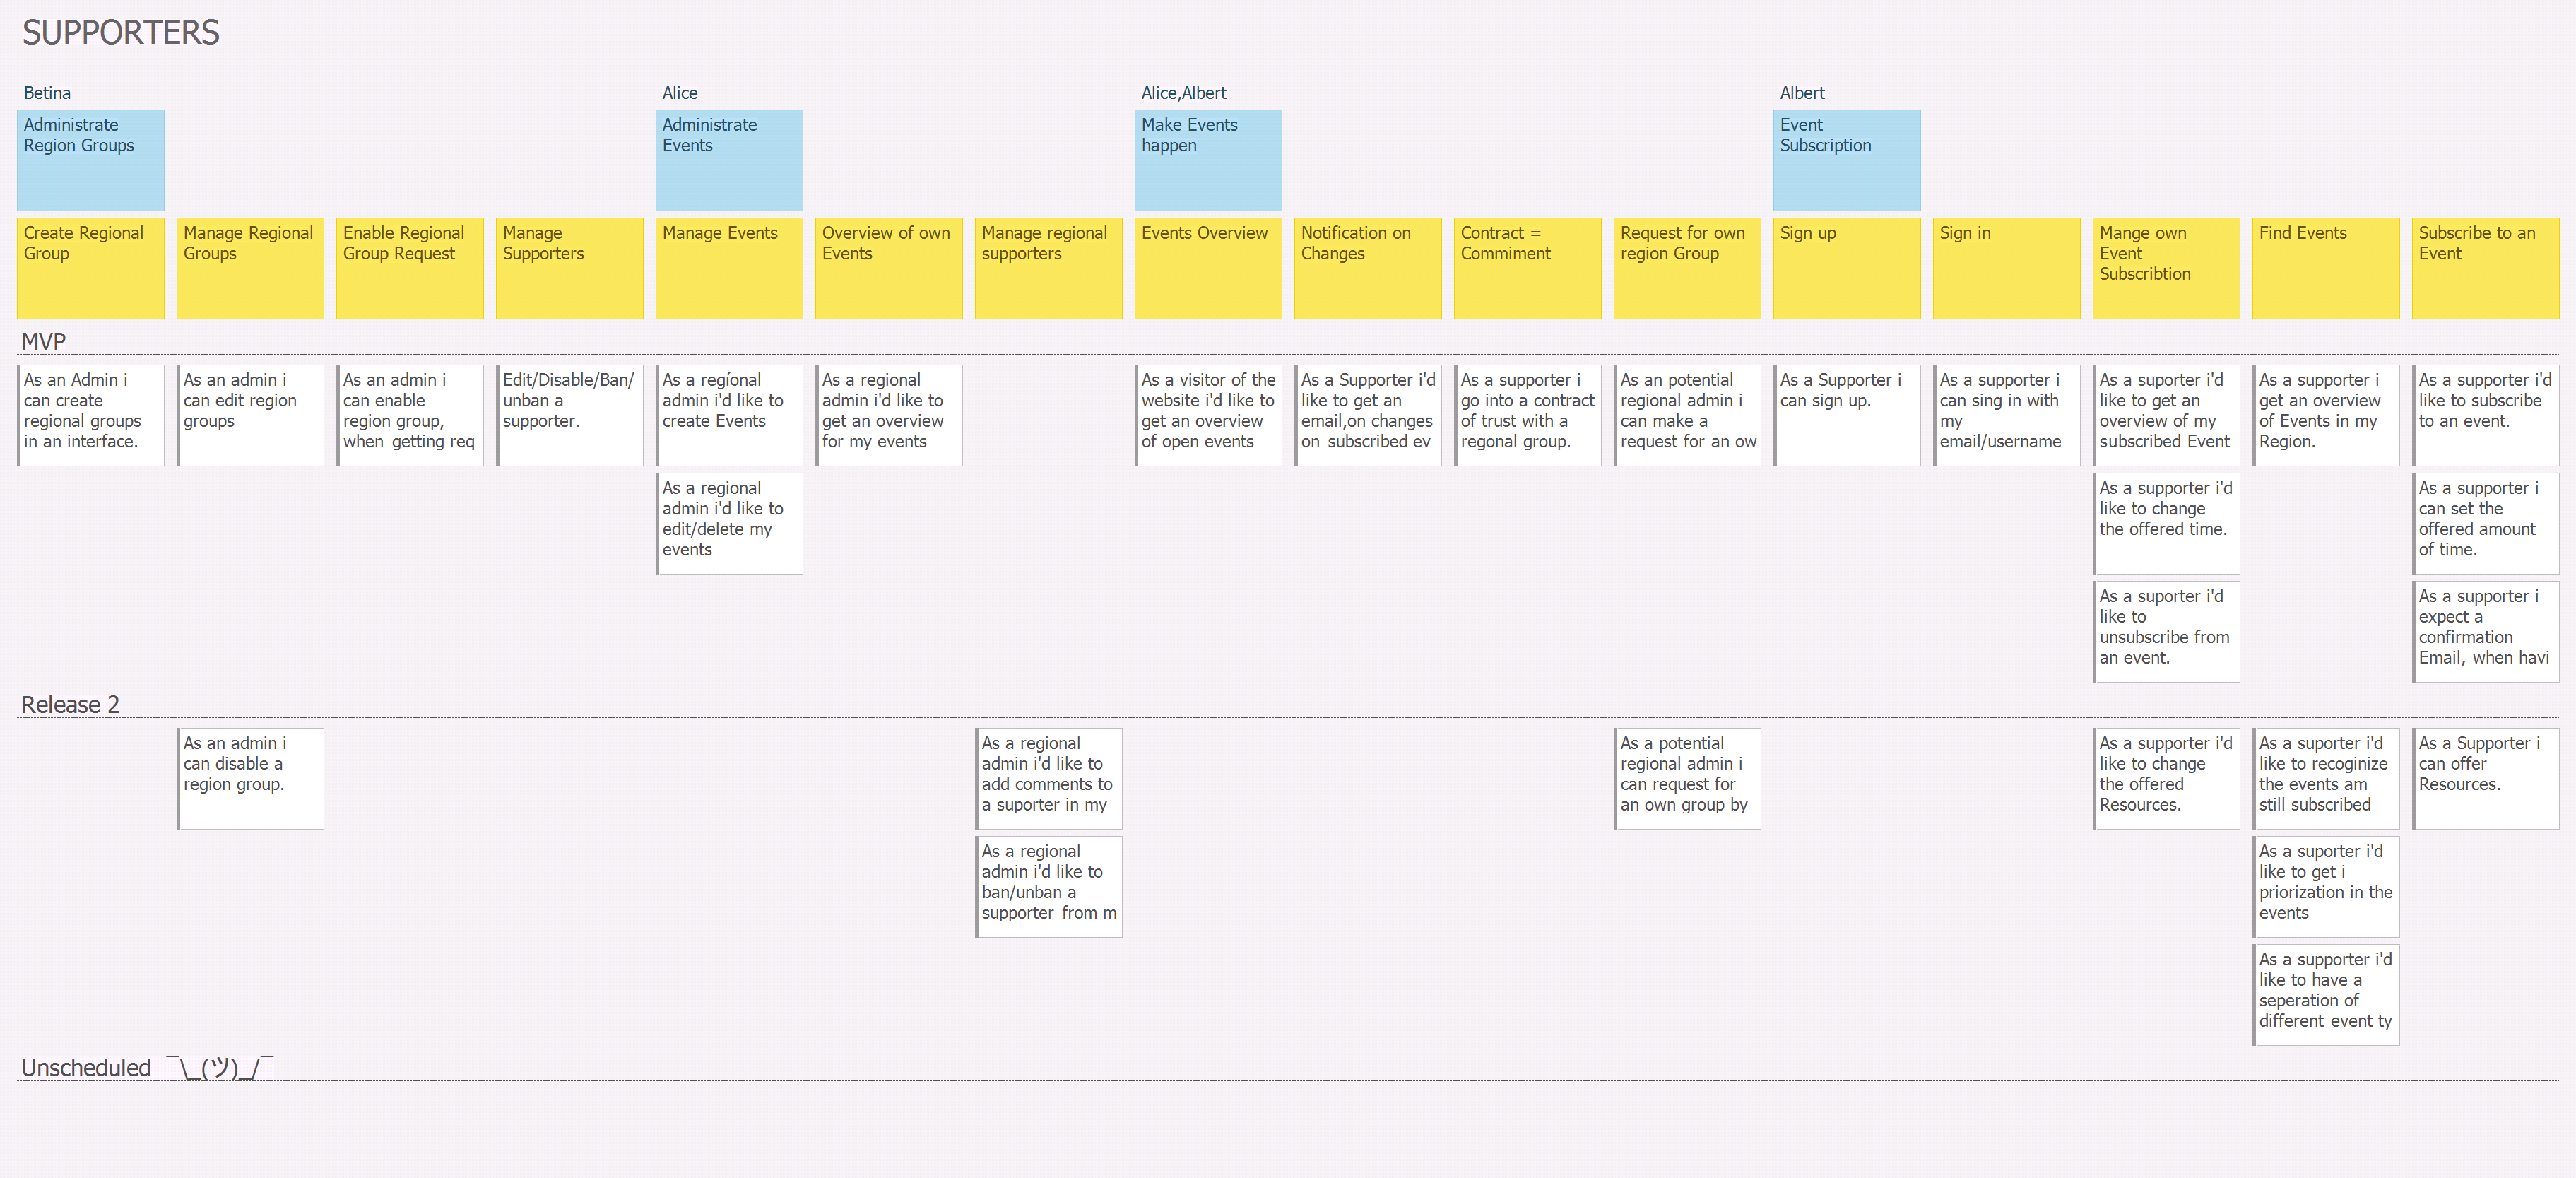 SUPPORTERS
Betina
Alice
Alice,Albert
Albert
Administrate
Region Groups
Administrate
Events
Make Events
happen
Event
Subscription
Create Regional
Group
Manage Regional
Groups
Enable Regional
Group Request
Manage
Supporters
Manage Events
Overview of own
Events
Manage regional
supporters
Events Overview
Notification on
Changes
Contract =
Commiment
Request for own
region Group
Sign up
Sign in
Mange own
Event
Subscribtion
Find Events
Subscribe to an
Event
MVP
As an Admin i
can create
regional groups
in an interface.
As an admin i
can edit region
groups
As an admin i
can enable
region group,
when getting req
Edit/Disable/Ban/
unban a
supporter.
As a regíonal
admin i'd like to
create Events
As a regional
admin i'd like to
get an overview
for my events
As a visitor of the
website i'd like to
get an overview
of open events
As a Supporter i'd
like to get an
email,on changes
on subscribed ev
As a supporter i
go into a contract
of trust with a
regonal group.
As an potential
regional admin i
can make a
request for an ow
As a Supporter i
can sign up.
As a supporter i
can sing in with
my
email/username
As a suporter i'd
like to get an
overview of my
subscribed Event
As a supporter i
get an overview
of Events in my
Region.
As a supporter i'd
like to subscribe
to an event.
As a regional
admin i'd like to
edit/delete my
events
As a supporter i'd
like to change
the offered time.
As a supporter i
can set the
offered amount
of time.
As a suporter i'd
like to
unsubscribe from
an event.
As a supporter i
expect a
confirmation
Email, when havi
Release 2
As an admin i
can disable a
region group.
As a regional
admin i'd like to
add comments to
a suporter in my
As a potential
regional admin i
can request for
an own group by
As a supporter i'd
like to change
the offered
Resources.
As a suporter i'd
like to recoginize
the events am
still subscribed
As a Supporter i
can offer
Resources.
As a regional
admin i'd like to
ban/unban a
supporter from m
As a suporter i'd
like to get i
priorization in the
events
As a supporter i'd
like to have a
seperation of
different event ty
Unscheduled ¯\_(ツ)_/¯